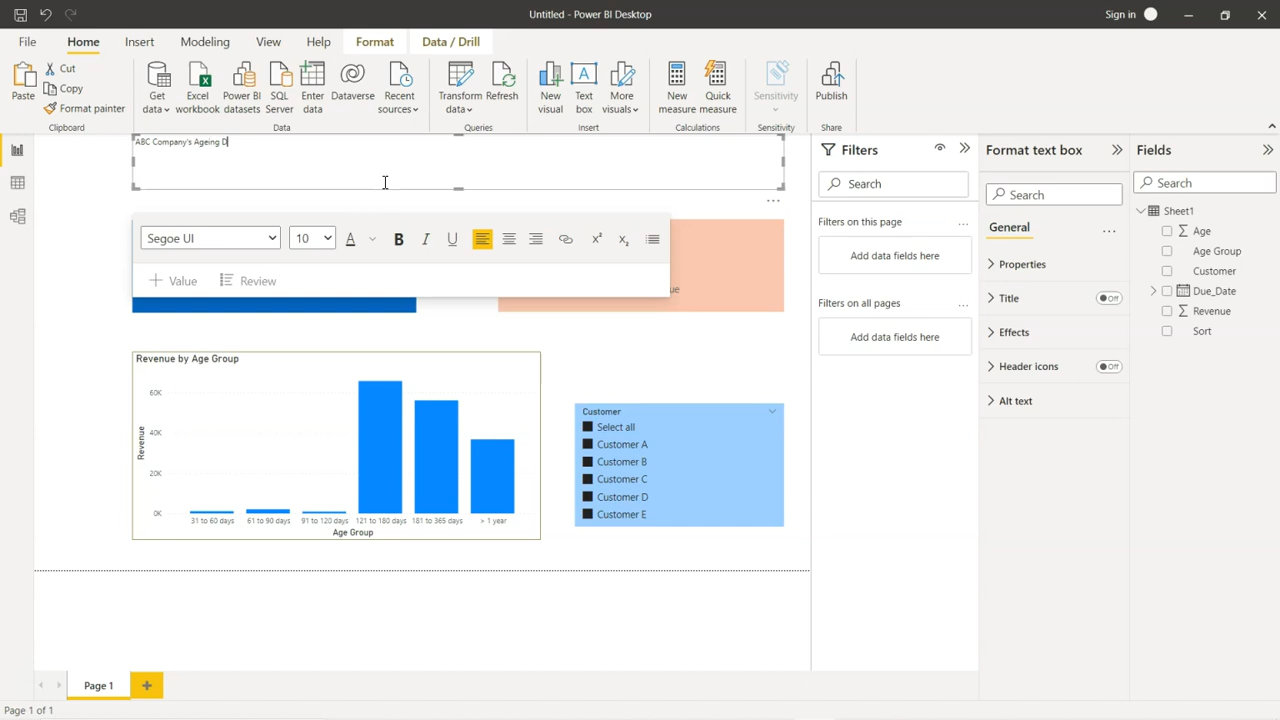 Untitled - Power BI Desktop
Sign in
File
Home
Insert
Modeling
View
Help
Format
Data / Drill
Paste
Cut
Copy
Format painter
Clipboard
Get data
Excel workbook
Power BI datasets
SQL Server
Enter data
Dataverse
Recent sources
Data
Transform data
Refresh
Queries
New visual
Text box
More visuals
Insert
New measure
Quick measure
Calculations
Sensitivity
Sensitivity
Publish
Share
ABC Company's Ageing D
Segoe UI
10
A
B
I
U
Value
Review
ue
Revenue by Age Group
Revenue
60K
40K
20K
0K
31 to 60 days
61 to 90 days
91 to 120 days
121 to 180 days
181 to 365 days
> 1 year
Age Group
Customer
Select all
Customer A
Customer B
Customer C
Customer D
Customer E
Filters
Search
Filters on this page
Add data fields here
Filters on all pages
Add data fields here
Format text box
Search
General
Properties
Title
Off
Effects
Header icons
Off
Alt text
Fields
Search
Sheet1
Age
Age Group
Customer
Due_Date
Revenue
Sort
Page 1
Page 1 of 1